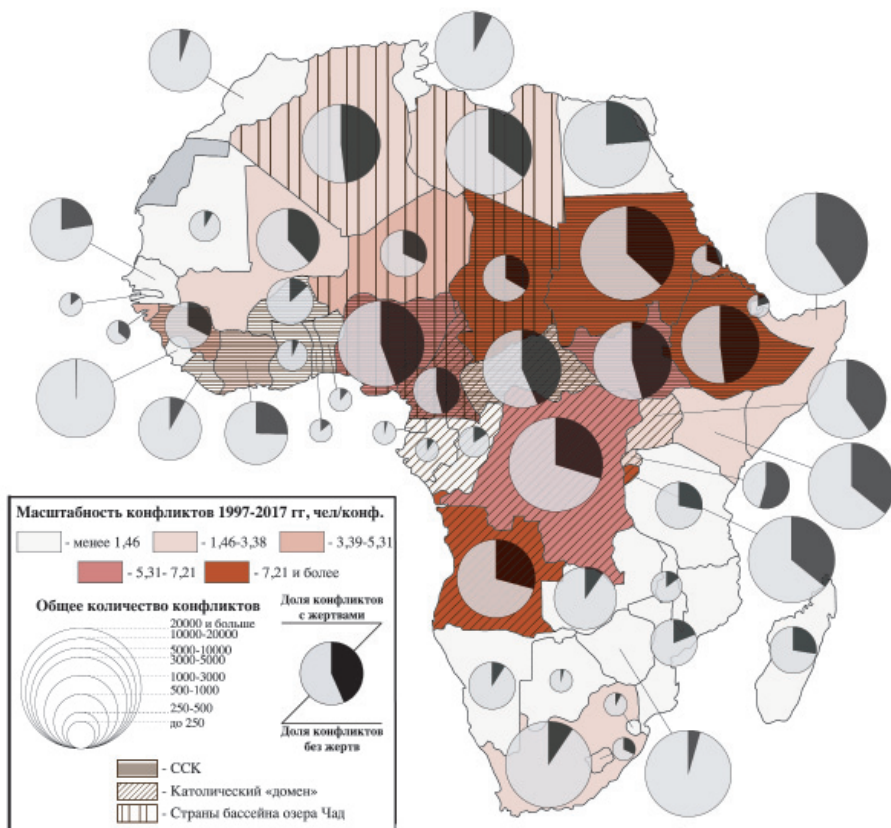 Масштабность конфликтов 1997-2017 гг, чел/конф.
- менее 1,46
- 1,46-3,38
- 3,39-5,31
- 5,31- 7,21
- 7,21 и более
Общее количество конфликтов
20000 и больше
10000-20000
5000-10000
3000-5000
1000-3000
500-1000
250-500
до 250
Доля конфликтов
с жертвами
Доля конфликтов
без жертв
- ССК
- Католический «домен»
- Страны бассейна озера Чад